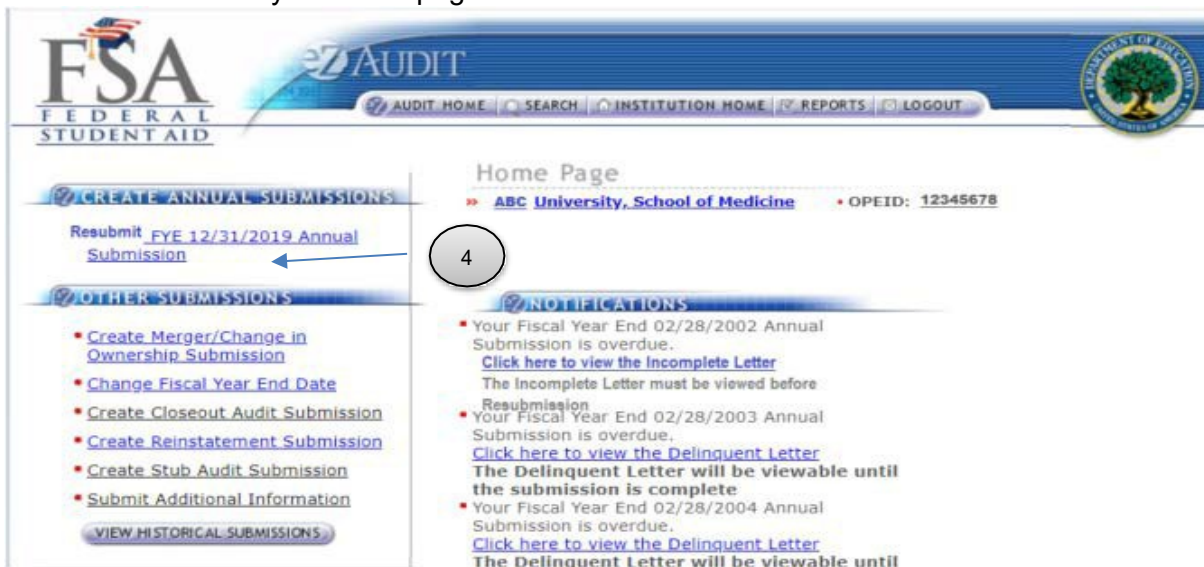 FSA
FEDERAL
STUDENT AID
eZ AUDIT
AUDIT HOME SEARCH INSTITUTION HOME REPORTS LOGOUT
CREATE ANNUAL SUBMISSIONS
Resubmit FYE 12/31/2019 Annual
Submission
OTHER SUBMISSIONS
• Create Merger/Change in
Ownership Submission
• Change Fiscal Year End Date
• Create Closeout Audit Submission
• Create Reinstatement Submission
• Create Stub Audit Submission
• Submit Additional Information
VIEW HISTORICAL SUBMISSIONS
Home Page
» ABC University, School of Medicine • OPEID: 12345678
4
NOTIFICATIONS
• Your Fiscal Year End 02/28/2002 Annual
Submission is overdue.
Click here to view the Incomplete Letter
The Incomplete Letter must be viewed before
Resubmission
• Your Fiscal Year End 02/28/2003 Annual
Submission is overdue.
Click here to view the Delinquent Letter
The Delinquent Letter will be viewable until
the submission is complete
• Your Fiscal Year End 02/28/2004 Annual
Submission is overdue.
Click here to view the Delinquent Letter
The Delinquent Letter will be viewable until